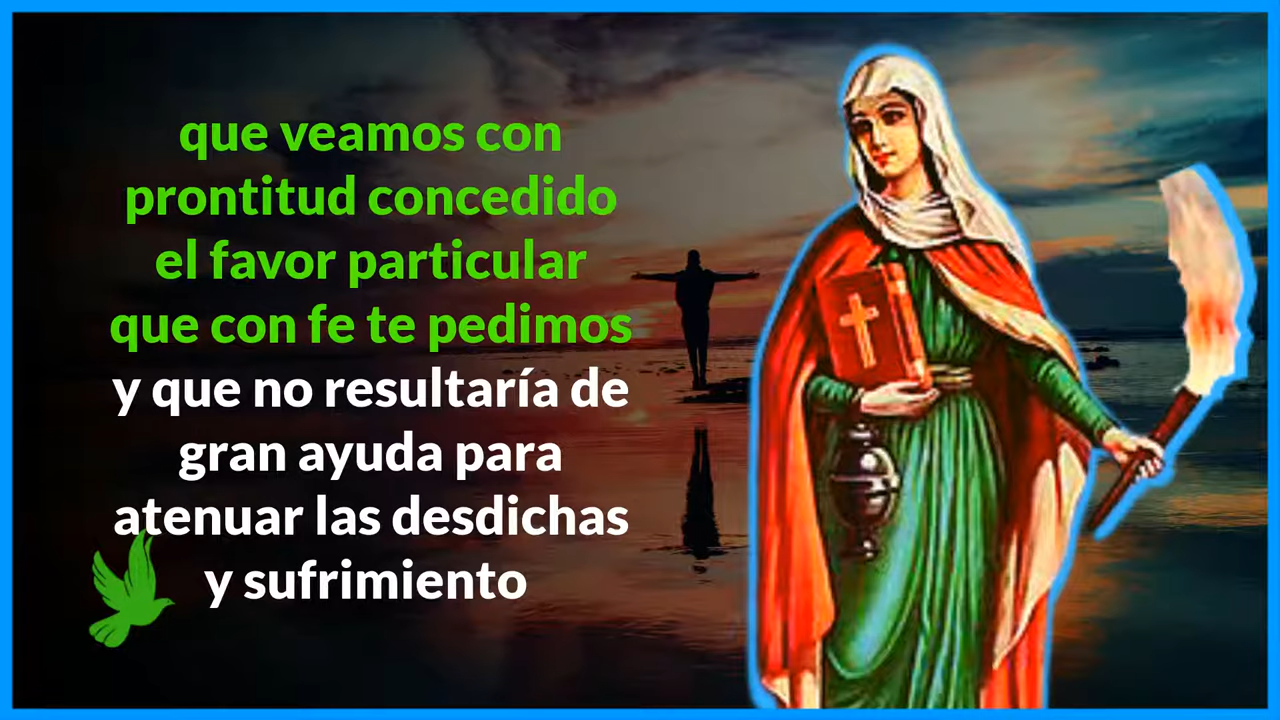 que veamos con
prontitud concedido
el favor particular
que con fe te pedimos
y que no resultaría de
gran ayuda para
atenuar las desdichas
y sufrimiento